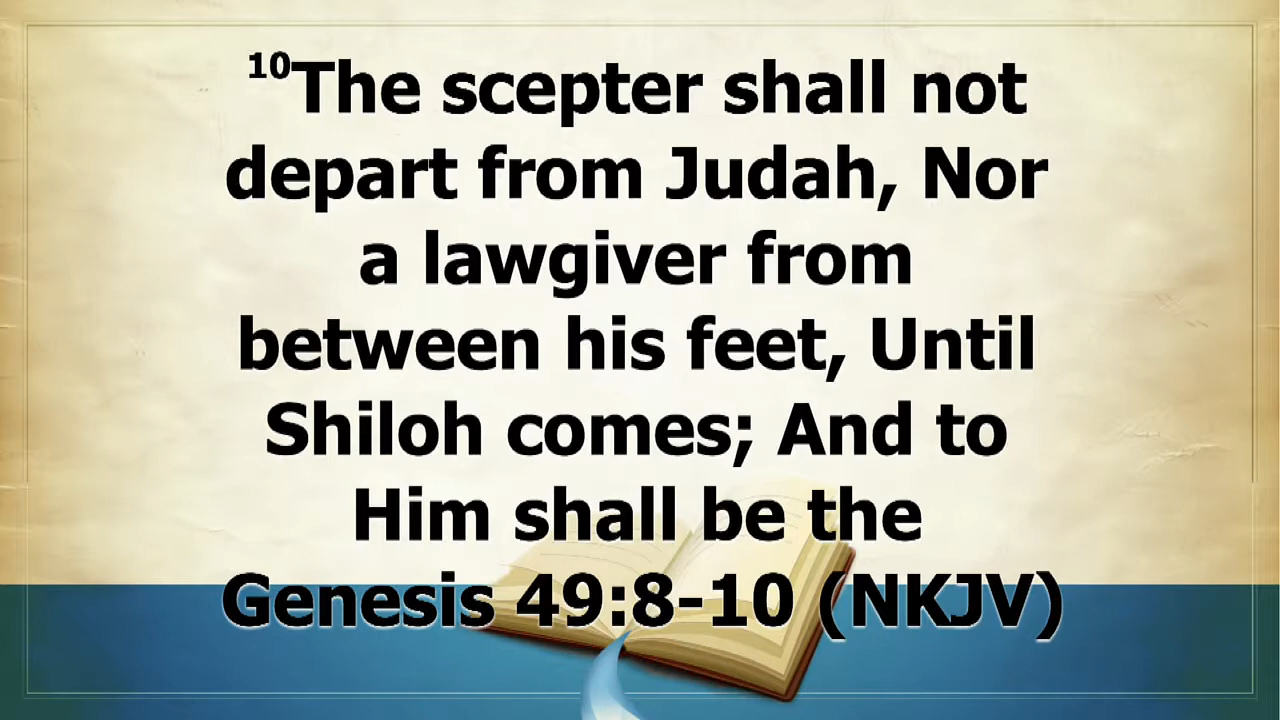 10The scepter shall not
depart from Judah, Nor
a lawgiver from
between his feet, Until
Shiloh comes; And to
Him shall be the
Genesis 49:8-10 (NKJV)